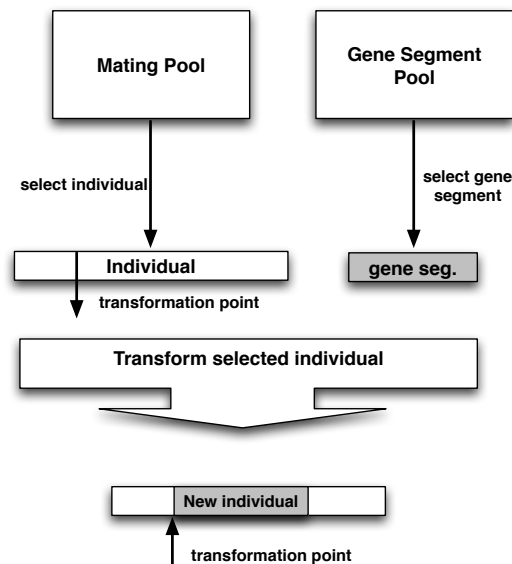 Mating Pool
Gene Segment
Pool
select individual
select gene
segment
Individual
gene seg.
transformation point
Transform selected individual
New individual
transformation point